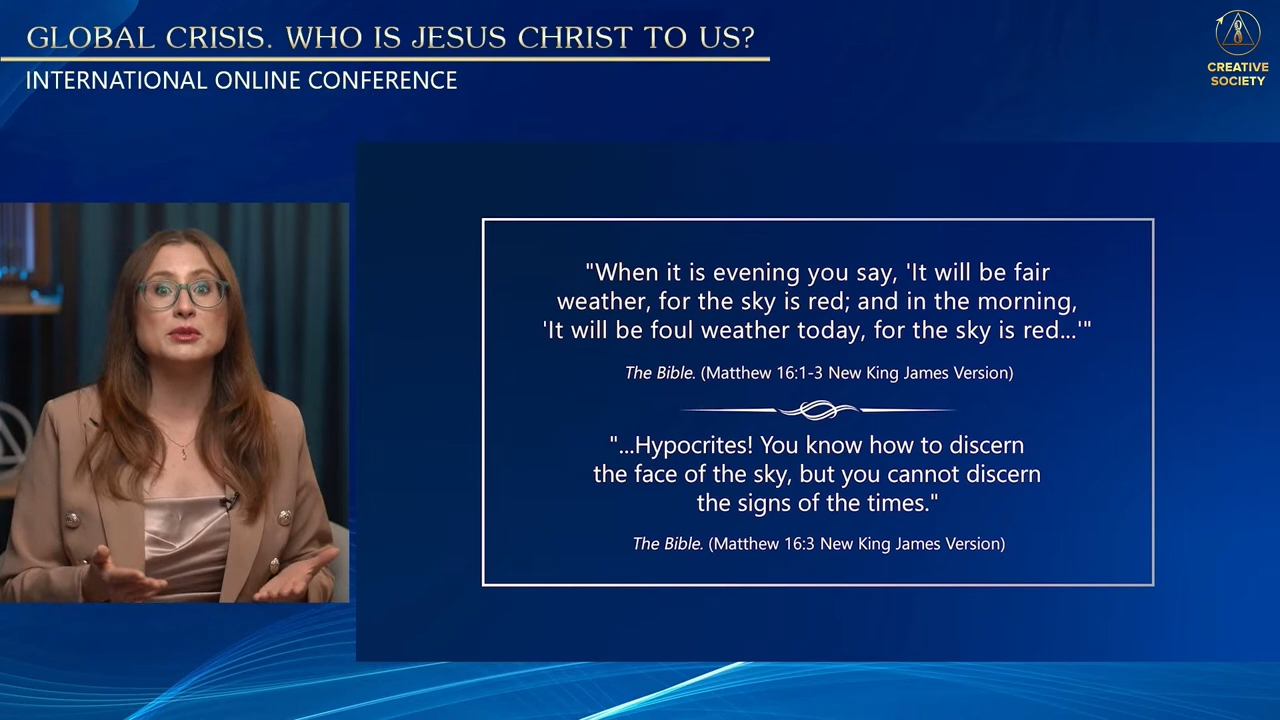 GLOBAL CRISIS. WHO IS JESUS CHRIST TO US?
INTERNATIONAL ONLINE CONFERENCE
CREATIVE
SOCIETY
"When it is evening you say, 'It will be fair
weather, for the sky is red; and in the morning,
'It will be foul weather today, for the sky is red...'"
The Bible. (Matthew 16:1-3 New King James Version)
"...Hypocrites! You know how to discern
the face of the sky, but you cannot discern
the signs of the times."
The Bible. (Matthew 16:3 New King James Version)